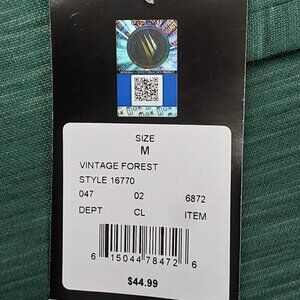 SIZE
M
VINTAGE FOREST
STYLE 16770
047 02 6872
DEPT CL ITEM
6 15044 78472 6
$44.99